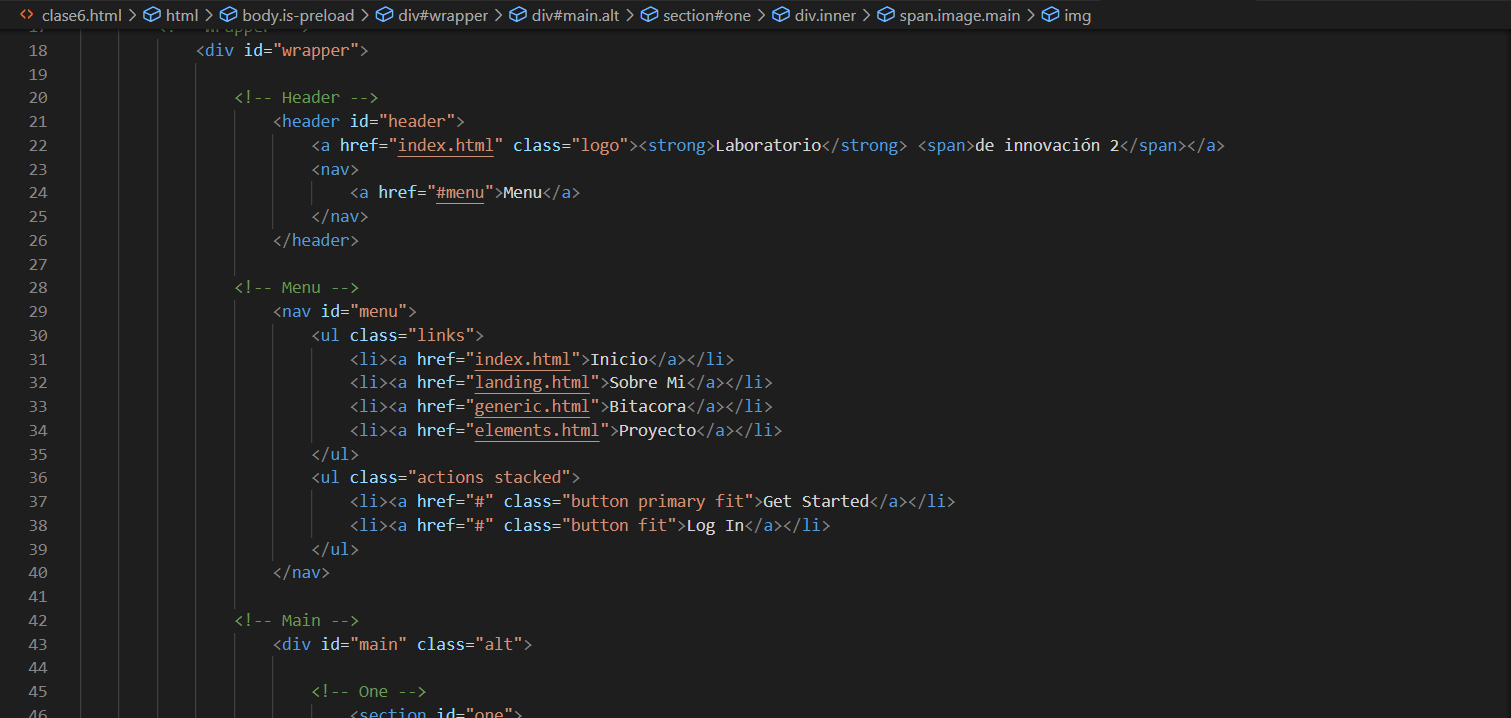 clase6.html > html > body.is-preload > div#wrapper > div#main.alt > section#one > div.inner > span.image.main > img
17 <!-- Wrapper -->
18 <div id="wrapper">
19
20 <!-- Header -->
21 <header id="header">
22 <a href="index.html" class="logo"><strong>Laboratorio</strong> <span>de innovación 2</span></a>
23 <nav>
24 <a href="#menu">Menu</a>
25 </nav>
26 </header>
27
28 <!-- Menu -->
29 <nav id="menu">
30 <ul class="links">
31 <li><a href="index.html">Inicio</a></li>
32 <li><a href="landing.html">Sobre Mi</a></li>
33 <li><a href="generic.html">Bitacora</a></li>
34 <li><a href="elements.html">Proyecto</a></li>
35 </ul>
36 <ul class="actions stacked">
37 <li><a href="#" class="button primary fit">Get Started</a></li>
38 <li><a href="#" class="button fit">Log In</a></li>
39 </ul>
40 </nav>
41
42 <!-- Main -->
43 <div id="main" class="alt">
44
45 <!-- One -->
46 <section id="one">